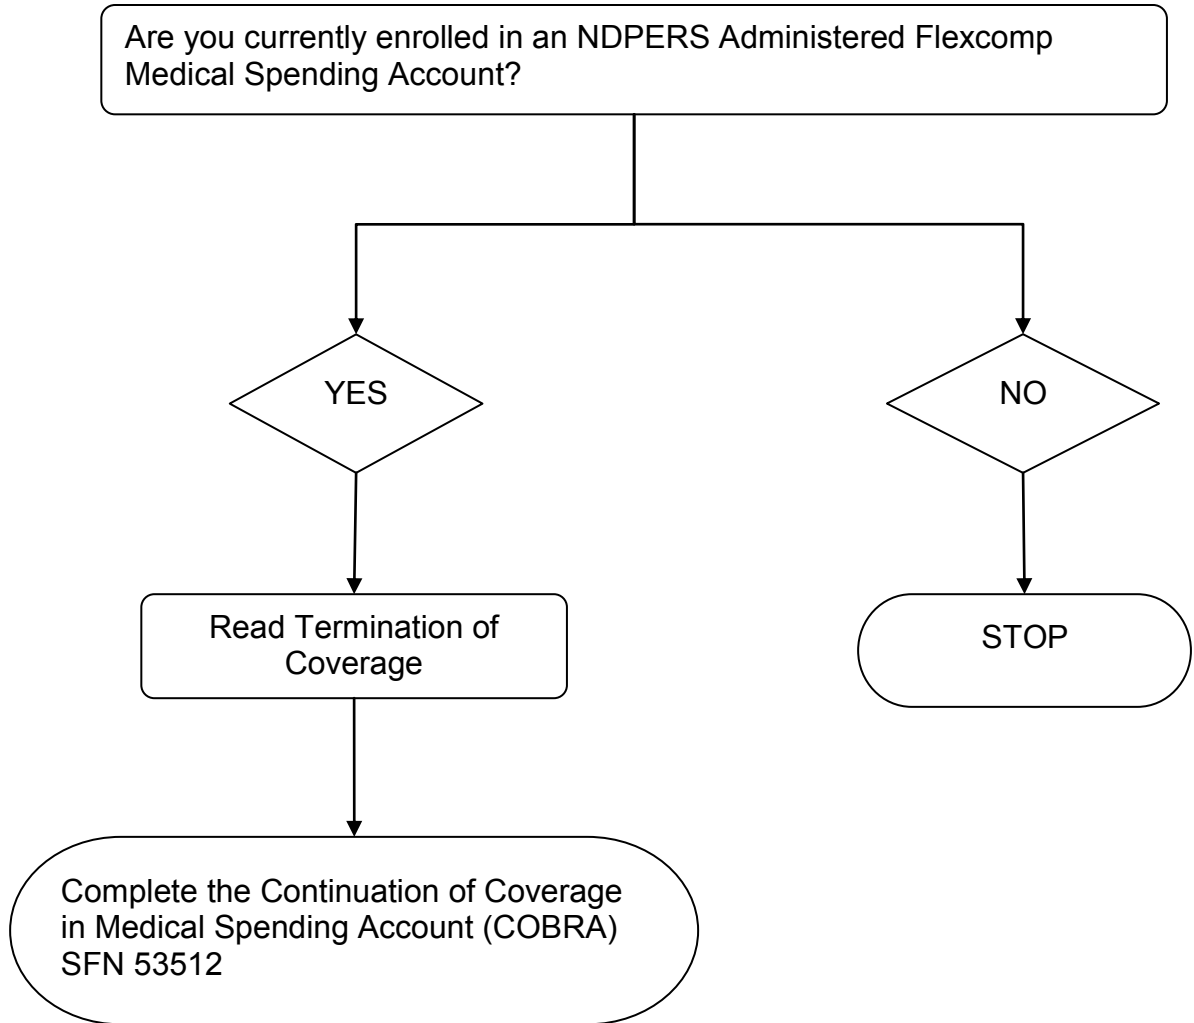 Are you currently enrolled in an NDPERS Administered Flexcomp
Medical Spending Account?
YES
NO
Read Termination of
Coverage
STOP
Complete the Continuation of Coverage
in Medical Spending Account (COBRA)
SFN 53512